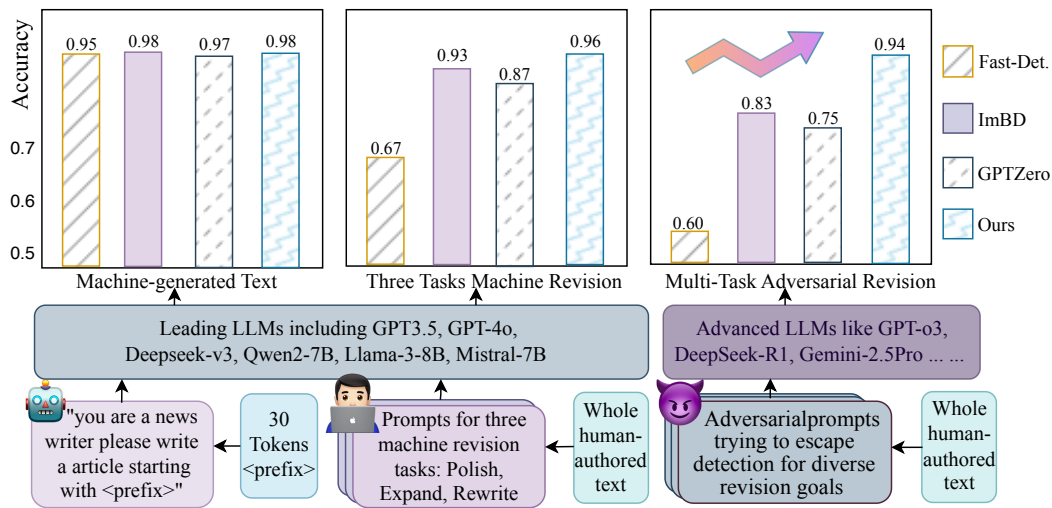 Accuracy
0.7
0.6
0.5
0.95
0.98
0.97
0.98
Machine-generated Text
0.67
0.93
0.87
0.96
Three Tasks Machine Revision
0.60
0.83
0.75
0.94
Multi-Task Adversarial Revision
Fast-Det.
ImBD
GPTZero
Ours
Leading LLMs including GPT3.5, GPT-4o,
Deepseek-v3, Qwen2-7B, Llama-3-8B, Mistral-7B
Advanced LLMs like GPT-o3,
DeepSeek-R1, Gemini-2.5Pro ... ...
"you are a news
writer please write
a article starting
with <prefix>"
30
Tokens
<prefix>
Prompts for three
machine revision
tasks: Polish,
Expand, Rewrite
Whole
human-
authored
text
Adversarialprompts
trying to escape
detection for diverse
revision goals
Whole
human-
authored
text